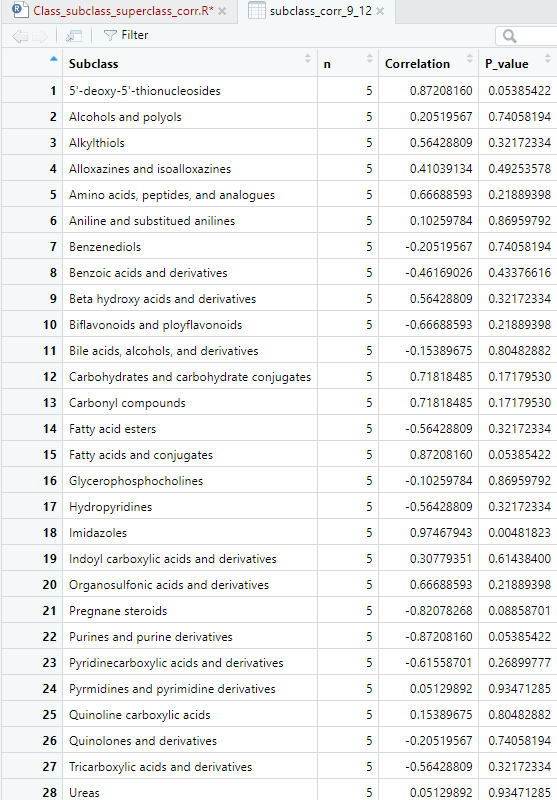 Class_subclass_superclass_corr.R* subclass_corr_9_12
Filter
Subclass n Correlation P_value
1 5'-deoxy-5'-thionucleosides 5 0.87208160 0.05385422
2 Alcohols and polyols 5 0.20519567 0.74058194
3 Alkylthiols 5 0.56428809 0.32172334
4 Alloxazines and isoalloxazines 5 0.41039134 0.49253578
5 Amino acids, peptides, and analogues 5 0.66688593 0.21889398
6 Aniline and substitued anilines 5 0.10259784 0.86959792
7 Benzenediols 5 -0.20519567 0.74058194
8 Benzoic acids and derivatives 5 -0.46169026 0.43376616
9 Beta hydroxy acids and derivatives 5 0.56428809 0.32172334
10 Biflavonoids and ployflavonoids 5 -0.66688593 0.21889398
11 Bile acids, alcohols, and derivatives 5 -0.15389675 0.80482882
12 Carbohydrates and carbohydrate conjugates 5 0.71818485 0.17179530
13 Carbonyl compounds 5 0.71818485 0.17179530
14 Fatty acid esters 5 -0.56428809 0.32172334
15 Fatty acids and conjugates 5 0.87208160 0.05385422
16 Glycerophosphocholines 5 -0.10259784 0.86959792
17 Hydropyridines 5 -0.56428809 0.32172334
18 Imidazoles 5 0.97467943 0.00481823
19 Indoyl carboxylic acids and derivatives 5 0.30779351 0.61438400
20 Organosulfonic acids and derivatives 5 0.66688593 0.21889398
21 Pregnane steroids 5 -0.82078268 0.08858701
22 Purines and purine derivatives 5 -0.87208160 0.05385422
23 Pyridinecarboxylic acids and derivatives 5 -0.61558701 0.26899777
24 Pyrmidines and pyrimidine derivatives 5 0.05129892 0.93471285
25 Quinoline carboxylic acids 5 0.15389675 0.80482882
26 Quinolones and derivatives 5 -0.20519567 0.74058194
27 Tricarboxylic acids and derivatives 5 -0.56428809 0.32172334
28 Ureas 5 0.05129892 0.93471285